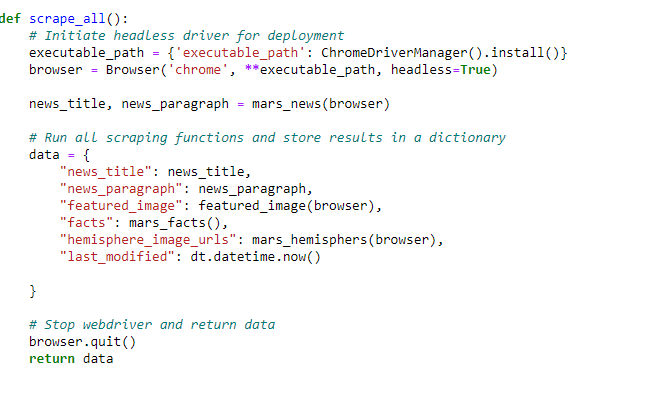 def scrape_all():
    # Initiate headless driver for deployment
    executable_path = {'executable_path': ChromeDriverManager().install()}
    browser = Browser('chrome', **executable_path, headless=True)
    news_title, news_paragraph = mars_news(browser)
    # Run all scraping functions and store results in a dictionary
    data = {
        "news_title": news_title,
        "news_paragraph": news_paragraph,
        "featured_image": featured_image(browser),
        "facts": mars_facts(),
        "hemisphere_image_urls": mars_hemisphers(browser),
        "last_modified": dt.datetime.now()
    }
    # Stop webdriver and return data
    browser.quit()
    return data